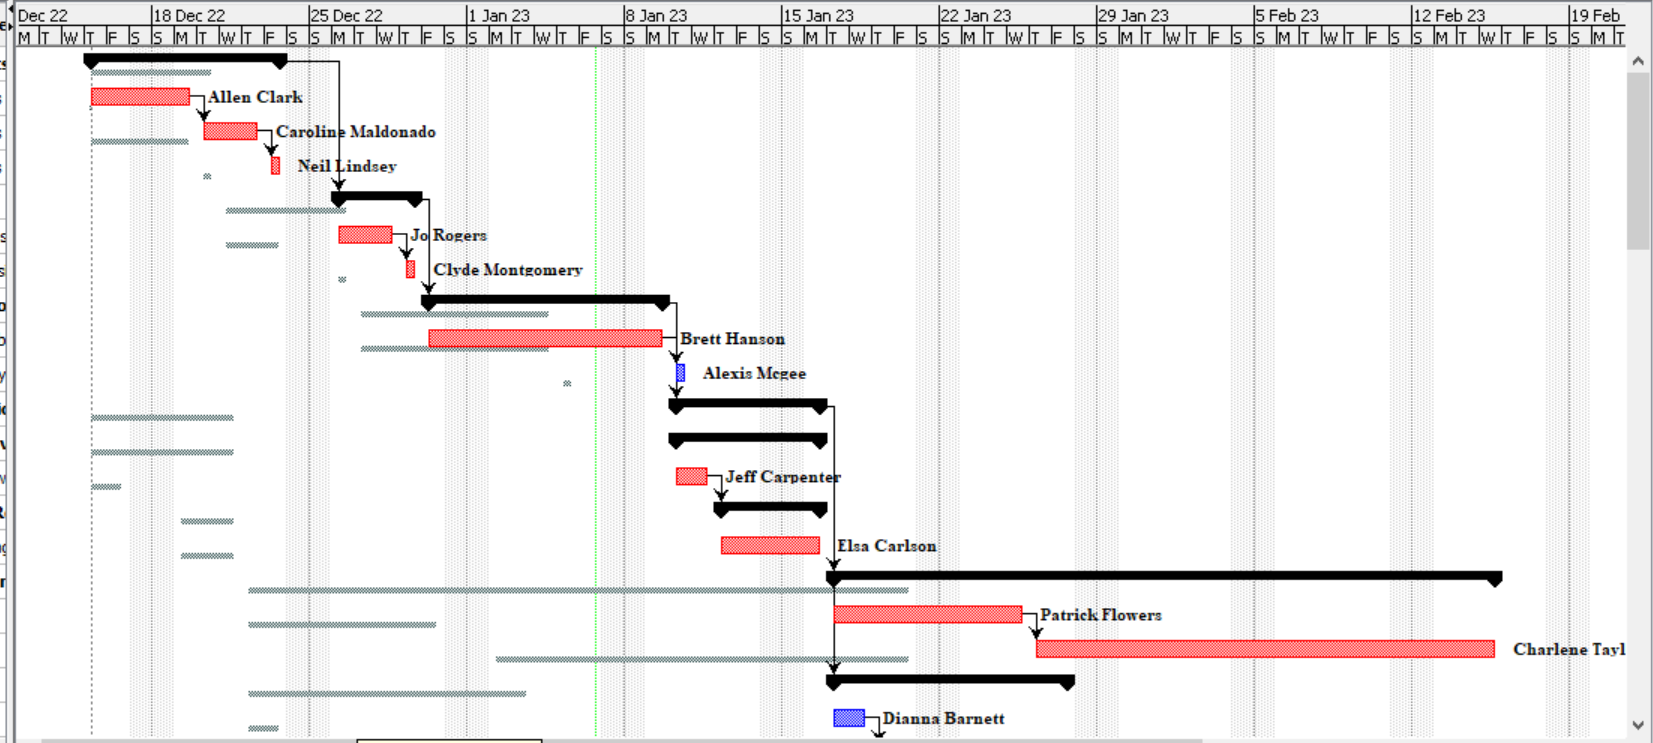 Dec 22 18 Dec 22 25 Dec 22 1 Jan 23 8 Jan 23 15 Jan 23 22 Jan 23 29 Jan 23 5 Feb 23 12 Feb 23 19 Feb
M T W T F S S M T W T F S S M T W T F S S M T W T F S S M T W T F S S M T W T F S S M T W T F S S M T W T F S S M T W T F S S M T W T F S S M T
Allen Clark
Caroline Maldonado
Neil Lindsey
Jo Rogers
Clyde Montgomery
Brett Hanson
Alexis Mcgee
Jeff Carpenter
Elsa Carlson
Patrick Flowers
Charlene Tayl
Dianna Barnett